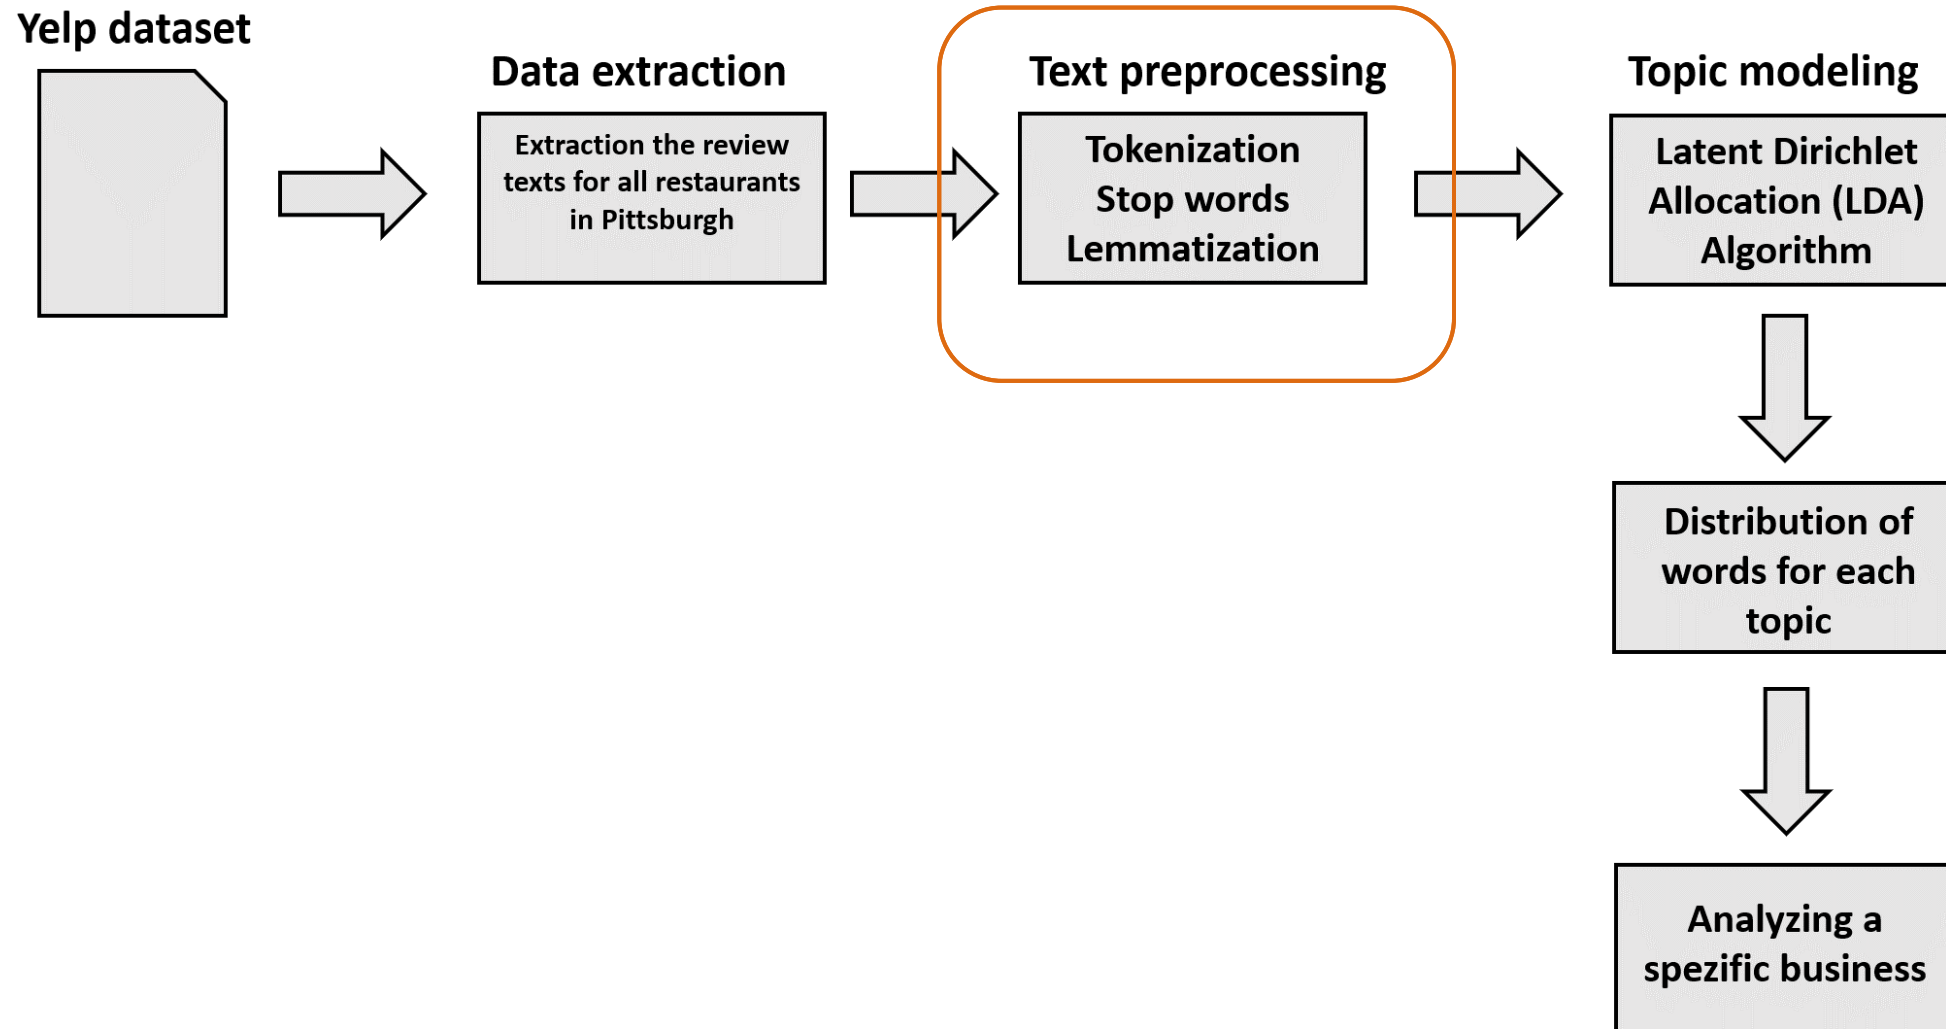 Yelp dataset
Data extraction
Extraction the review
texts for all restaurants
in Pittsburgh
Text preprocessing
Tokenization
Stop words
Lemmatization
Topic modeling
Latent Dirichlet
Allocation (LDA)
Algorithm
Distribution of
words for each
topic
Analyzing a
spezific business